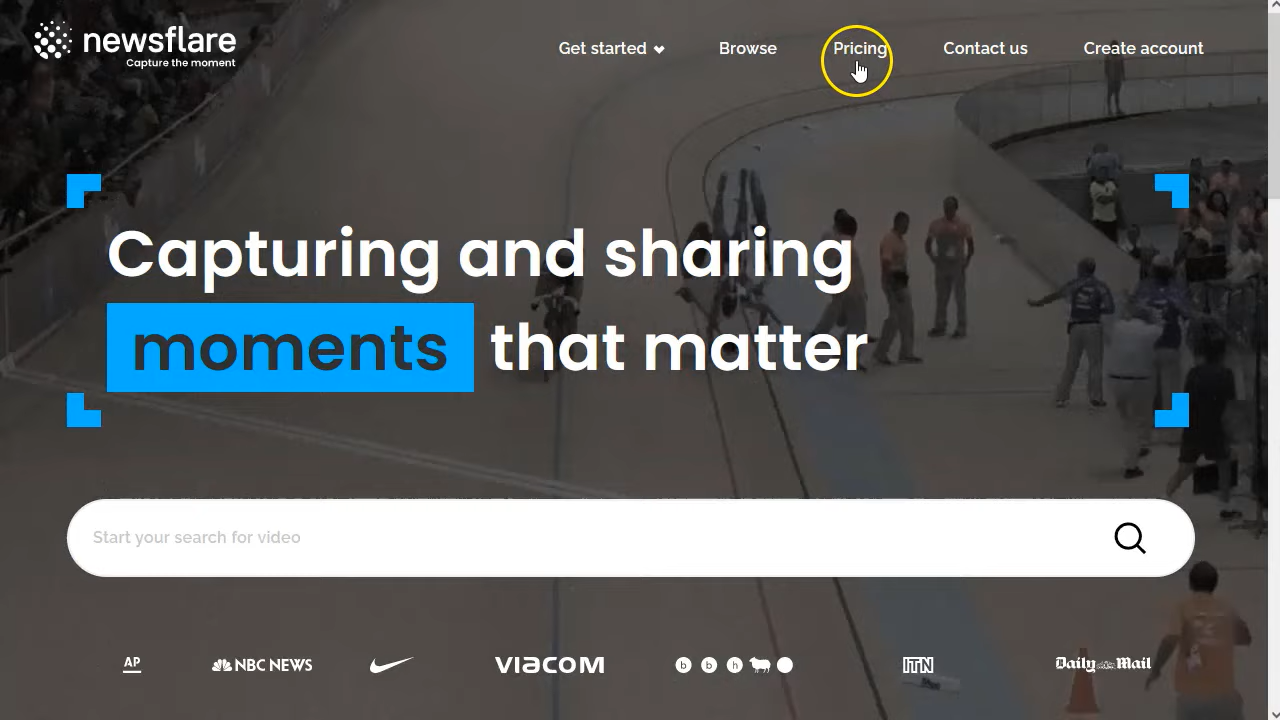 newsflare
Capture the moment
Get started
Browse
Pricing
Contact us
Create account
Capturing and sharing
moments that matter
Start your search for video
AP
NBC NEWS
VIACOM
b b h
ITN
Daily Mail